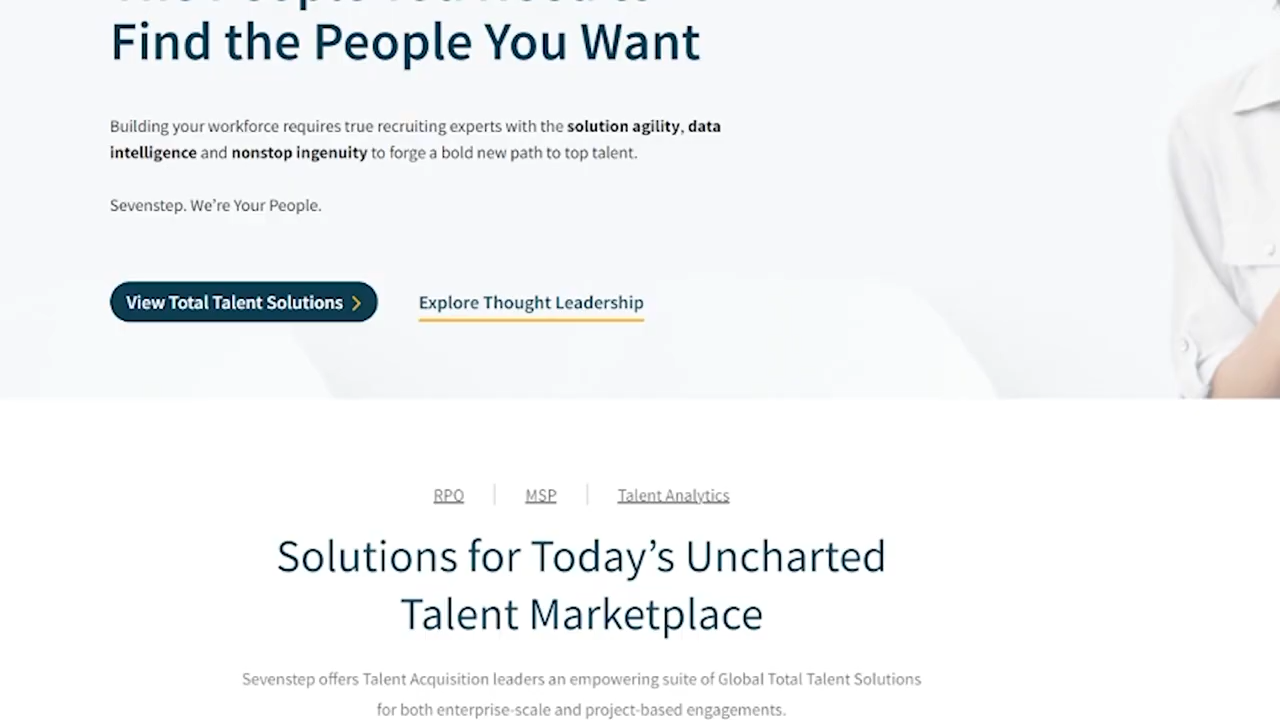 Find the People You Want
Building your workforce requires true recruiting experts with the solution agility, data
intelligence and nonstop ingenuity to forge a bold new path to top talent.
Sevenstep. We’re Your People.
View Total Talent Solutions
Explore Thought Leadership
RPO
MSP
Talent Analytics
Solutions for Today’s Uncharted
Talent Marketplace
Sevenstep offers Talent Acquisition leaders an empowering suite of Global Total Talent Solutions
for both enterprise-scale and project-based engagements.